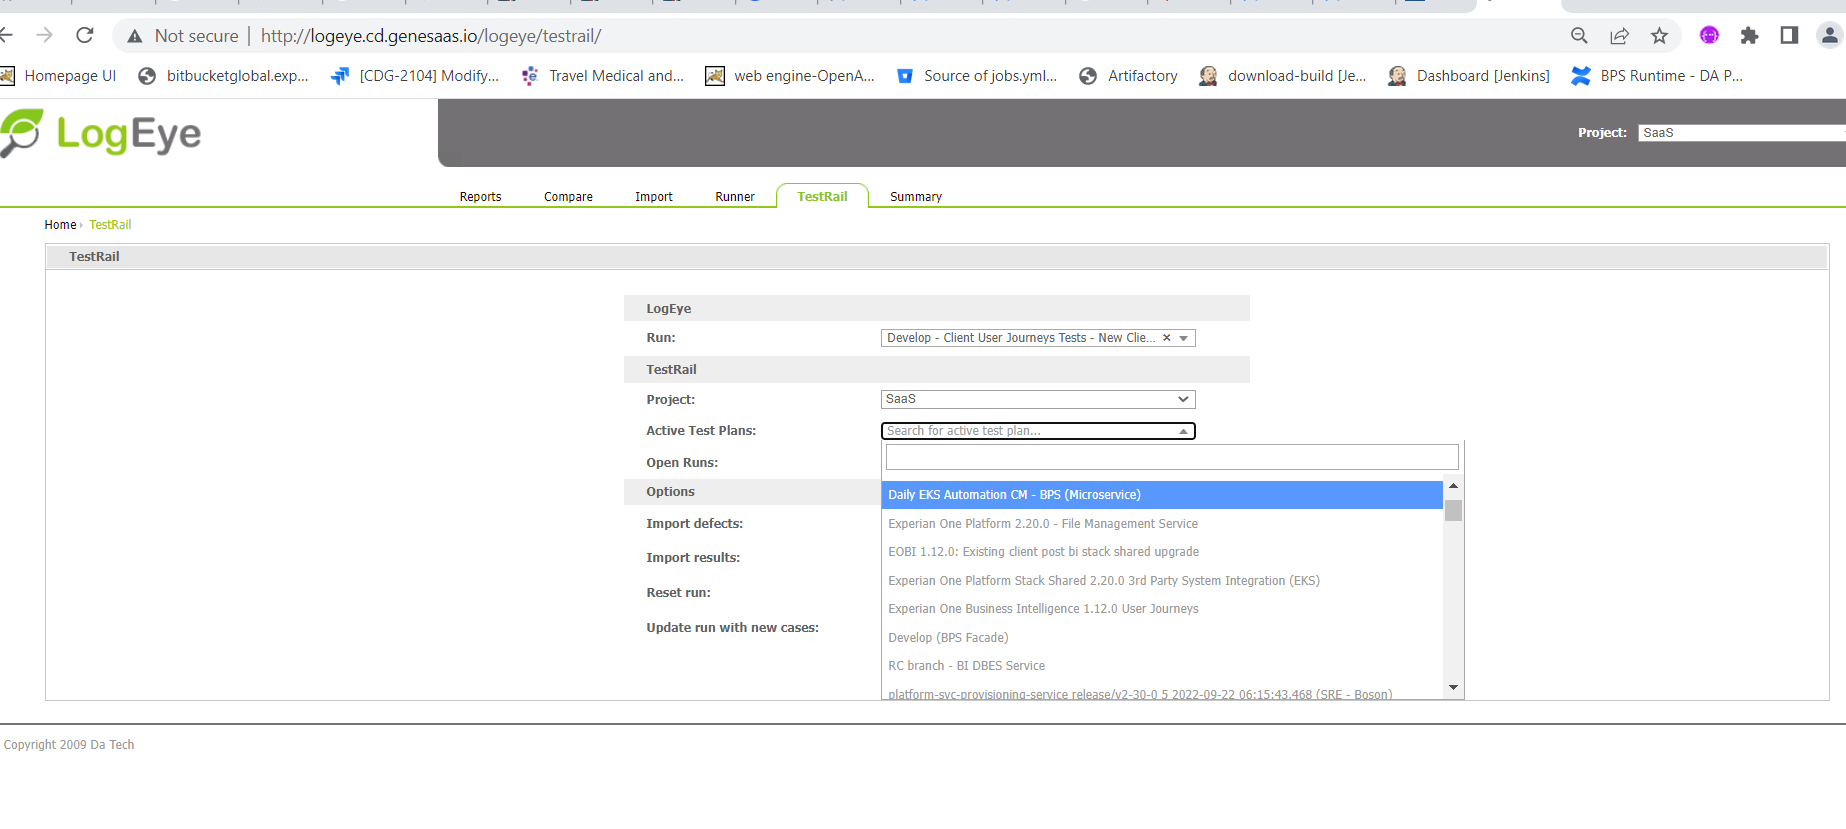 Not secure | http://logeye.cd.genesaas.io/logeye/testrail/
Homepage UI bitbucketglobal.exp... [CDG-2104] Modify,... Travel Medical and... web engine-OpenA... Source of jobs.yml... Artifactory download-build [Je... Dashboard [Jenkins] BPS Runtime - DA P...
LogEye
Project: SaaS
Reports Compare Import Runner TestRail Summary
Home › TestRail
TestRail
LogEye
Run: Develop - Client User Journeys Tests - New Clie... ×
TestRail
Project: SaaS
Active Test Plans: Search for active test plan...
Open Runs:
Options
Daily EKS Automation CM - BPS (Microservice)
Import defects:
Experian One Platform 2.20.0 - File Management Service
EOBI 1.12.0: Existing client post bi stack shared upgrade
Import results:
Experian One Platform Stack Shared 2.20.0 3rd Party System Integration (EKS)
Reset run:
Experian One Business Intelligence 1.12.0 User Journeys
Update run with new cases:
Develop (BPS Facade)
RC branch - BI DBES Service
platform-svc-provisioning-service release/v2-30-0 5 2022-09-22 06:15:43.468 (SRE - Boson)
Copyright 2009 Da Tech